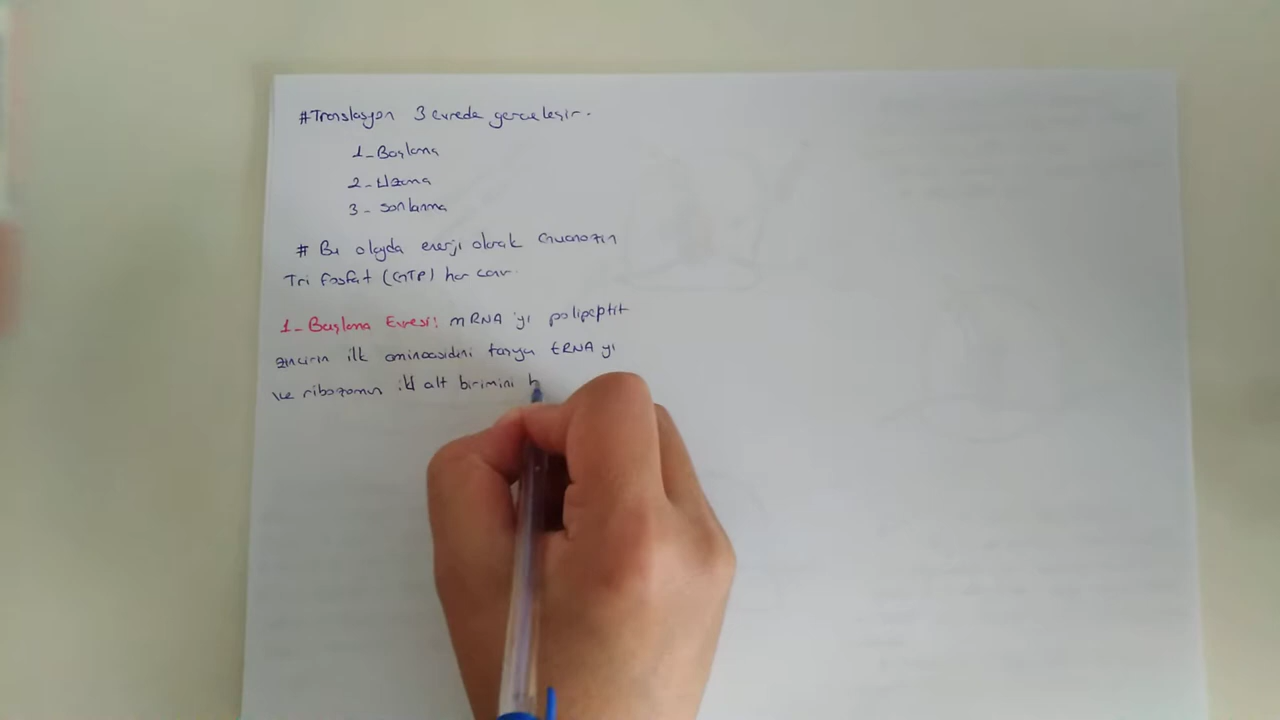 #Translasyon 3 evrede gerçekleşir.
1-Başlama
2-Uzama
3-Sonlanma
# Bu olayda enerji olarak Guanozin
Tri fosfat (GTP) harcanır.
1-Başlama Evresi: mRNA'yı polipeptit
zincirin ilk aminoasidini taşıyan tRNA yı
ve ribozomun iki alt birimini